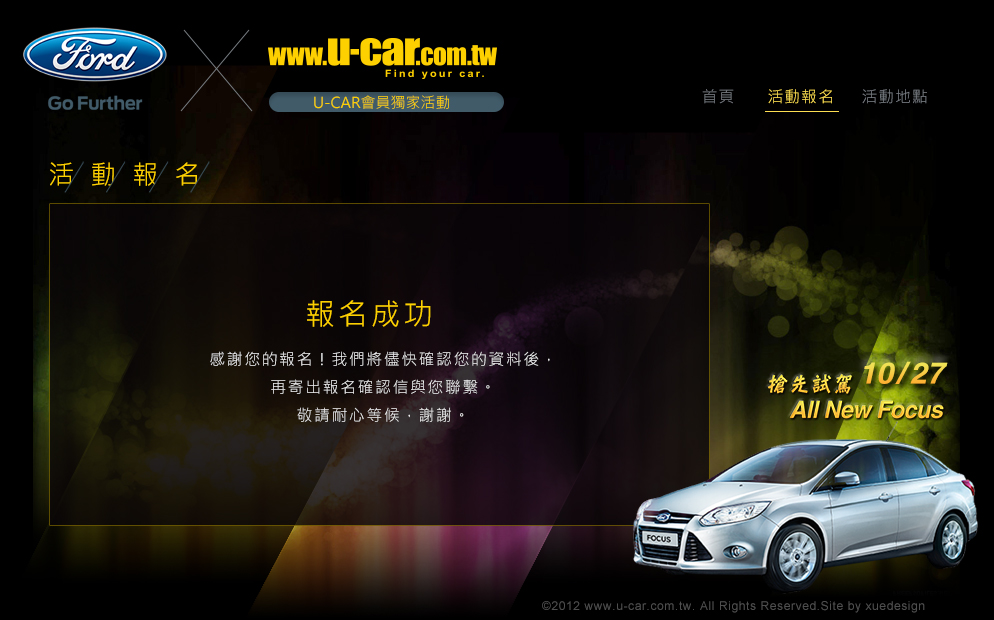 Ford
Go Further
www.u-car.com.tw
Find your car.
U-CAR會員獨家活動
首頁 活動報名 活動地點
活動報名
報名成功
感謝您的報名！我們將儘快確認您的資料後，
再寄出報名確認信與您聯繫。
敬請耐心等候，謝謝。
搶先試駕 10/27
All New Focus
FOCUS
©2012 www.u-car.com.tw. All Rights Reserved.Site by xuedesign